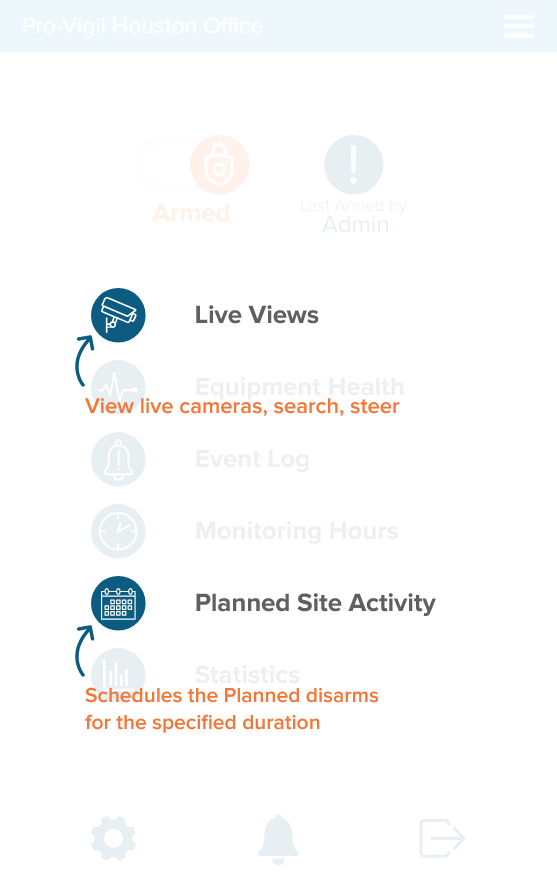 Pro-Vigil Houston Office
Armed
Last Armed by
Admin
Live Views
Equipment Health
View live cameras, search, steer
Event Log
Monitoring Hours
Planned Site Activity
Statistics
Schedules the Planned disarms
for the specified duration